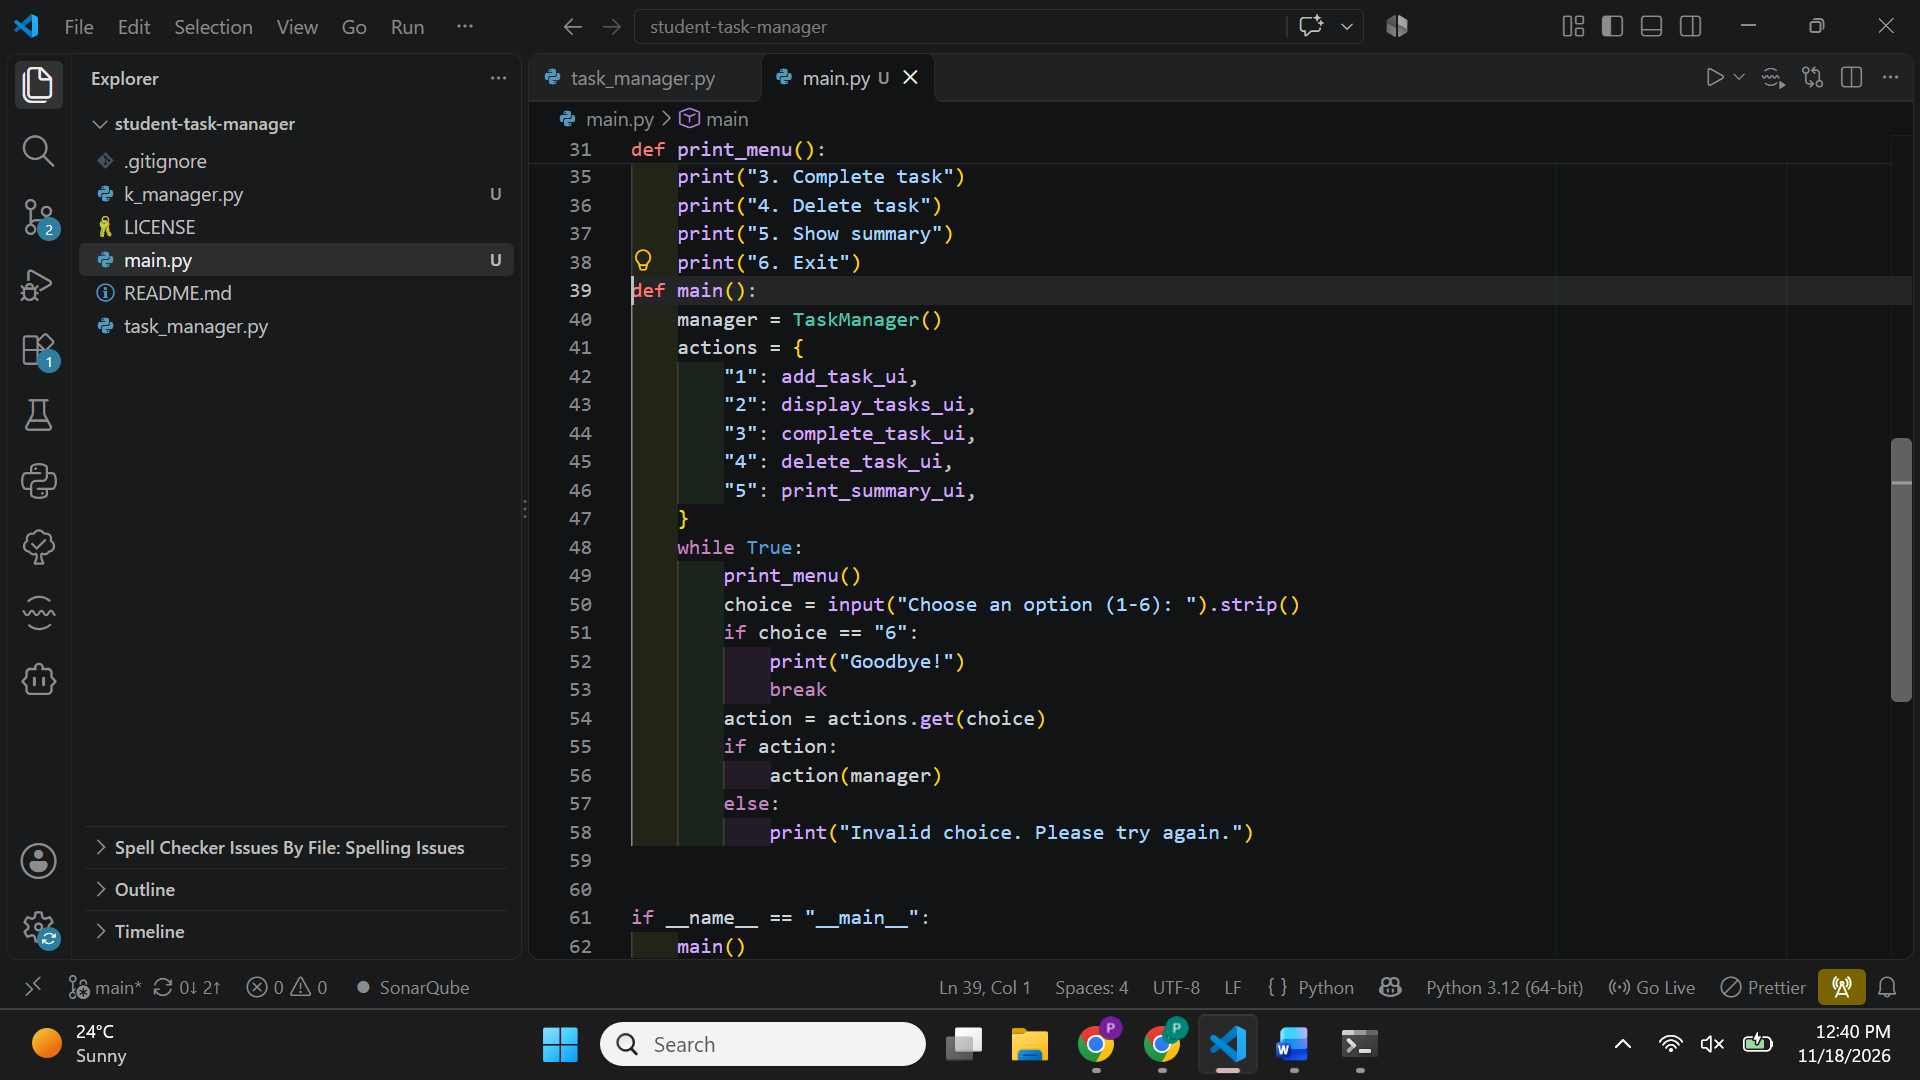 File Edit Selection View Go Run ···
student-task-manager
Explorer
student-task-manager
.gitignore
k_manager.py U
LICENSE
main.py U
README.md
task_manager.py
Spell Checker Issues By File: Spelling Issues
Outline
Timeline
2
1
task_manager.py
main.py U
main.py > main
31 def print_menu():
35     print("3. Complete task")
36     print("4. Delete task")
37     print("5. Show summary")
38     print("6. Exit")
39 def main():
40     manager = TaskManager()
41     actions = {
42         "1": add_task_ui,
43         "2": display_tasks_ui,
44         "3": complete_task_ui,
45         "4": delete_task_ui,
46         "5": print_summary_ui,
47     }
48     while True:
49         print_menu()
50         choice = input("Choose an option (1-6): ").strip()
51         if choice == "6":
52             print("Goodbye!")
53             break
54         action = actions.get(choice)
55         if action:
56             action(manager)
57         else:
58             print("Invalid choice. Please try again.")
59
60
61 if __name__ == "__main__":
62     main()
main* 0↓ 2↑ 0 0 SonarQube Ln 39, Col 1 Spaces: 4 UTF-8 LF { } Python Python 3.12 (64-bit) Go Live Prettier
24°C
Sunny
Search
P
P
W
12:40 PM
11/18/2026